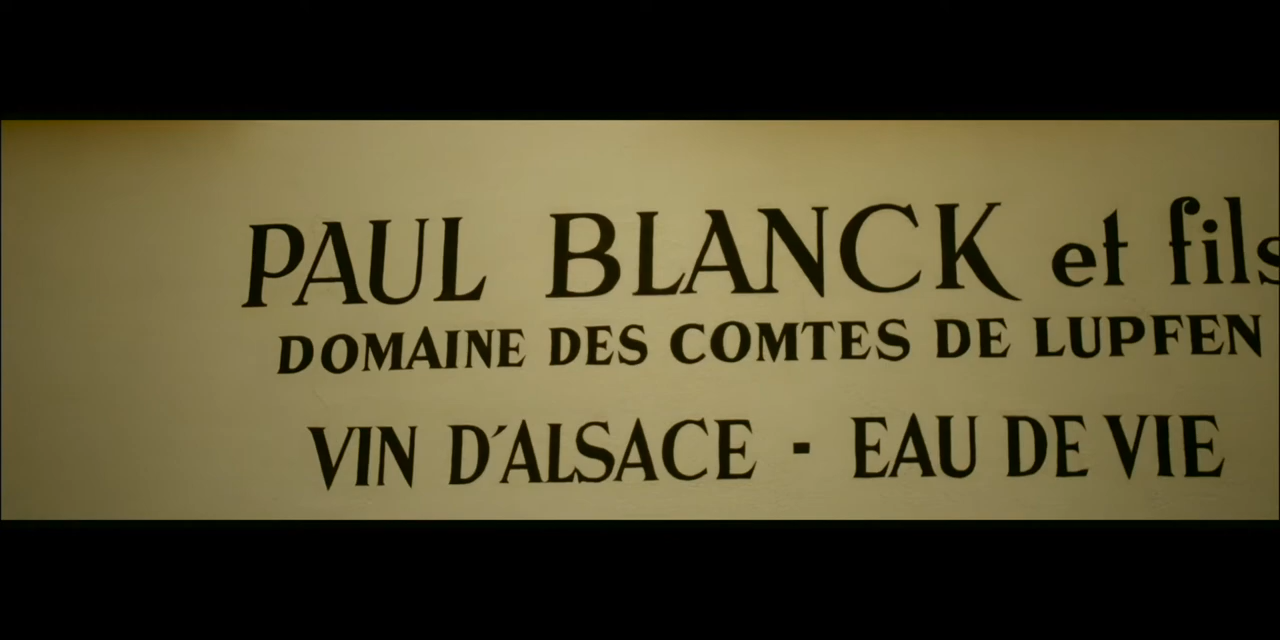 PAUL BLANCK et fils
DOMAINE DES COMTES DE LUPFEN
VIN D'ALSACE - EAU DE VIE